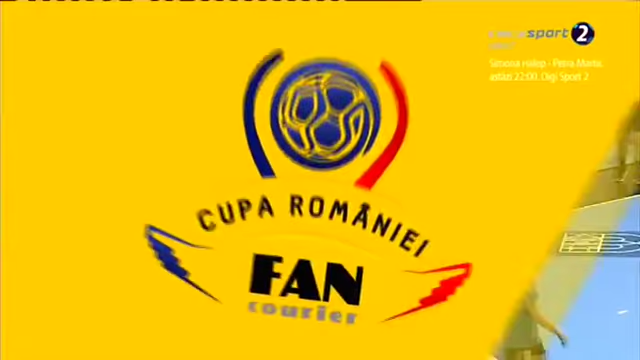 sport 2
Simona Halep - Petra Martic
astăzi 22:00, Digi Sport 2
CUPA ROMÂNIEI
FAN
courier